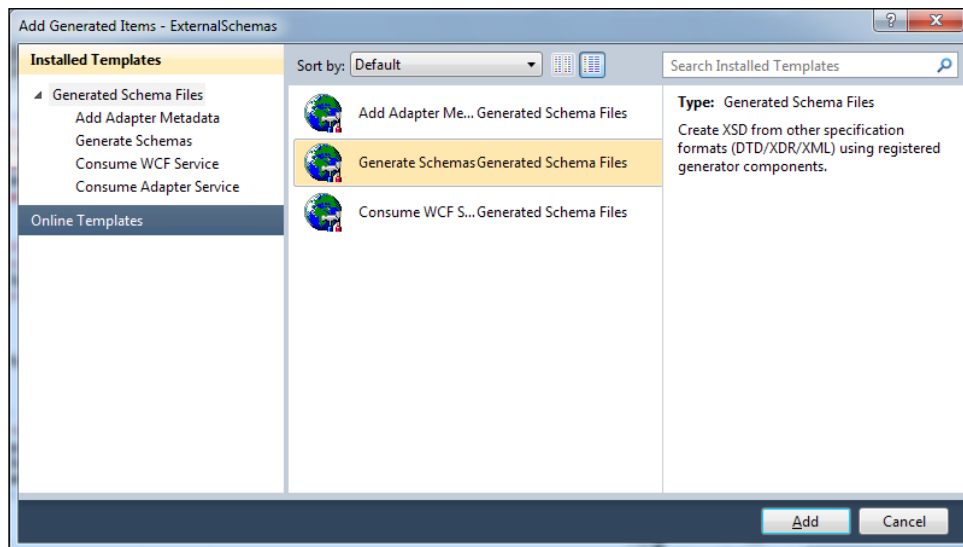 Add Generated Items - ExternalSchemas
Installed Templates
Generated Schema Files
Add Adapter Metadata
Generate Schemas
Consume WCF Service
Consume Adapter Service
Online Templates
Sort by: Default
Add Adapter Me... Generated Schema Files
Generate Schemas Generated Schema Files
Consume WCF S... Generated Schema Files
Search Installed Templates
Type: Generated Schema Files
Create XSD from other specification
formats (DTD/XDR/XML) using registered
generator components.
Add
Cancel